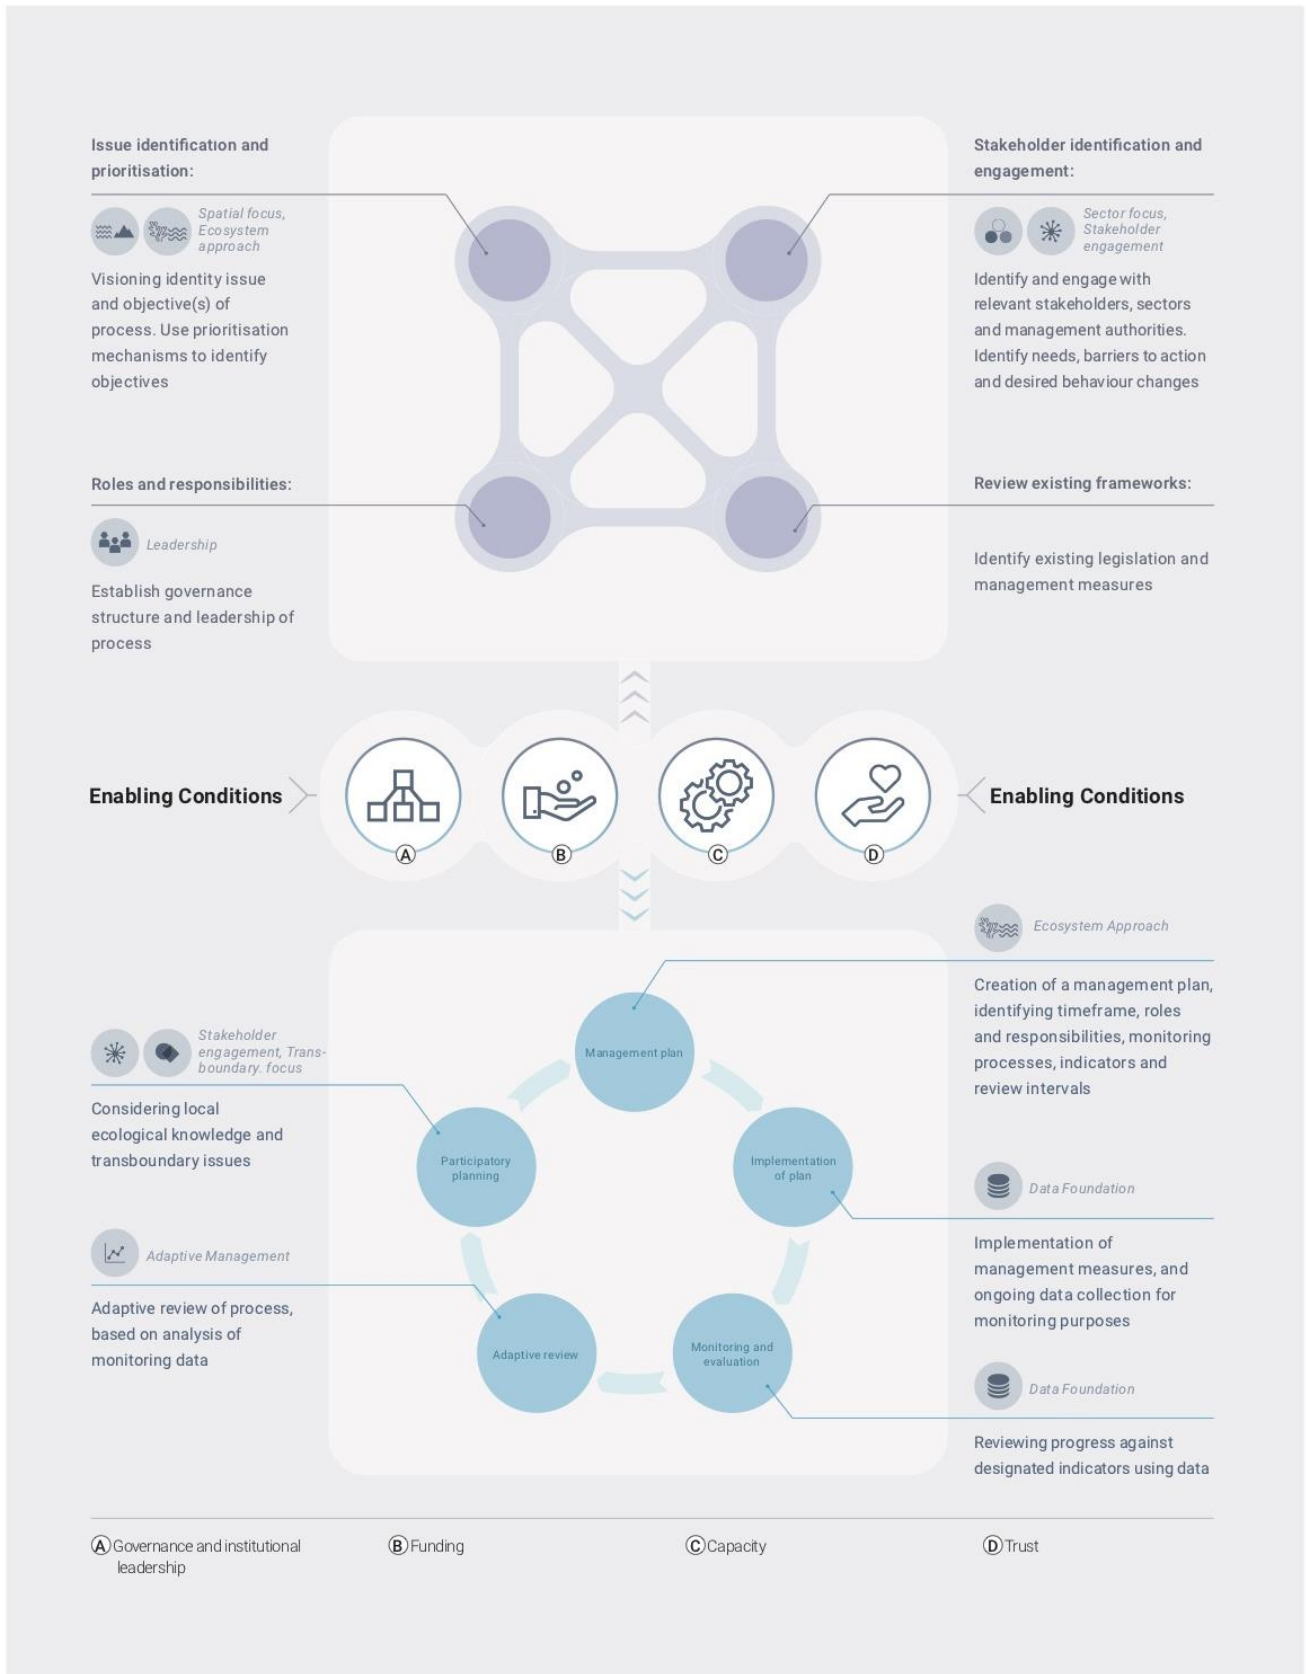 Issue identification and
prioritisation:
Spatial focus,
Ecosystem
approach
Visioning identity issue
and objective(s) of
process. Use prioritisation
mechanisms to identify
objectives
Stakeholder identification and
engagement:
Sector focus,
Stakeholder
engagement
Identify and engage with
relevant stakeholders, sectors
and management authorities.
Identify needs, barriers to action
and desired behaviour changes
Roles and responsibilities:
Leadership
Establish governance
structure and leadership of
process
Review existing frameworks:
Identify existing legislation and
management measures
Enabling Conditions
A
B
C
D
Enabling Conditions
Ecosystem Approach
Creation of a management plan,
identifying timeframe, roles
and responsibilities, monitoring
processes, indicators and
review intervals
Stakeholder
engagement, Trans-
boundary. focus
Considering local
ecological knowledge and
transboundary issues
Management plan
Participatory
planning
Implementation
of plan
Data Foundation
Implementation of
management measures, and
ongoing data collection for
monitoring purposes
Adaptive Management
Adaptive review of process,
based on analysis of
monitoring data
Adaptive review
Monitoring and
evaluation
Data Foundation
Reviewing progress against
designated indicators using data
A Governance and institutional
leadership
B Funding
C Capacity
D Trust